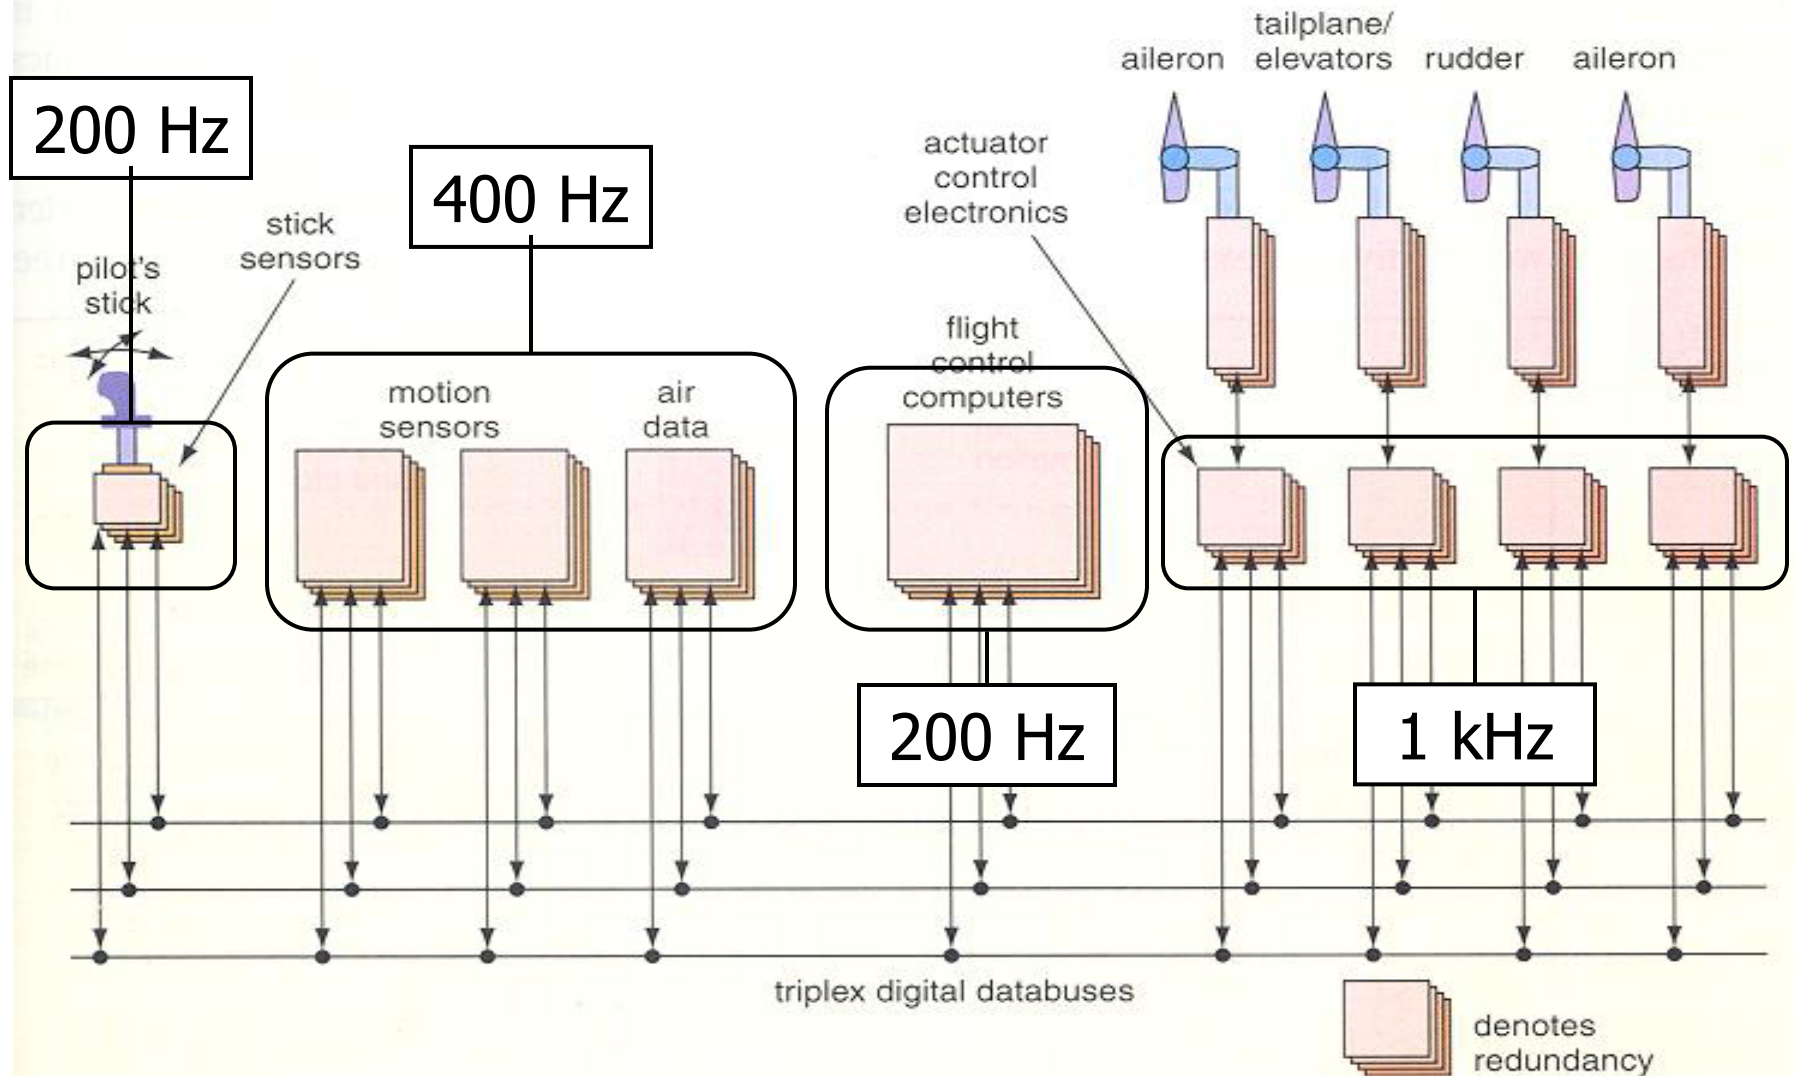 tailplane/
aileron elevators rudder aileron
200 Hz
400 Hz
actuator
control
electronics
stick
sensors
pilot's
stick
flight
control
computers
motion
sensors
air
data
200 Hz
1 kHz
triplex digital databuses
denotes
redundancy